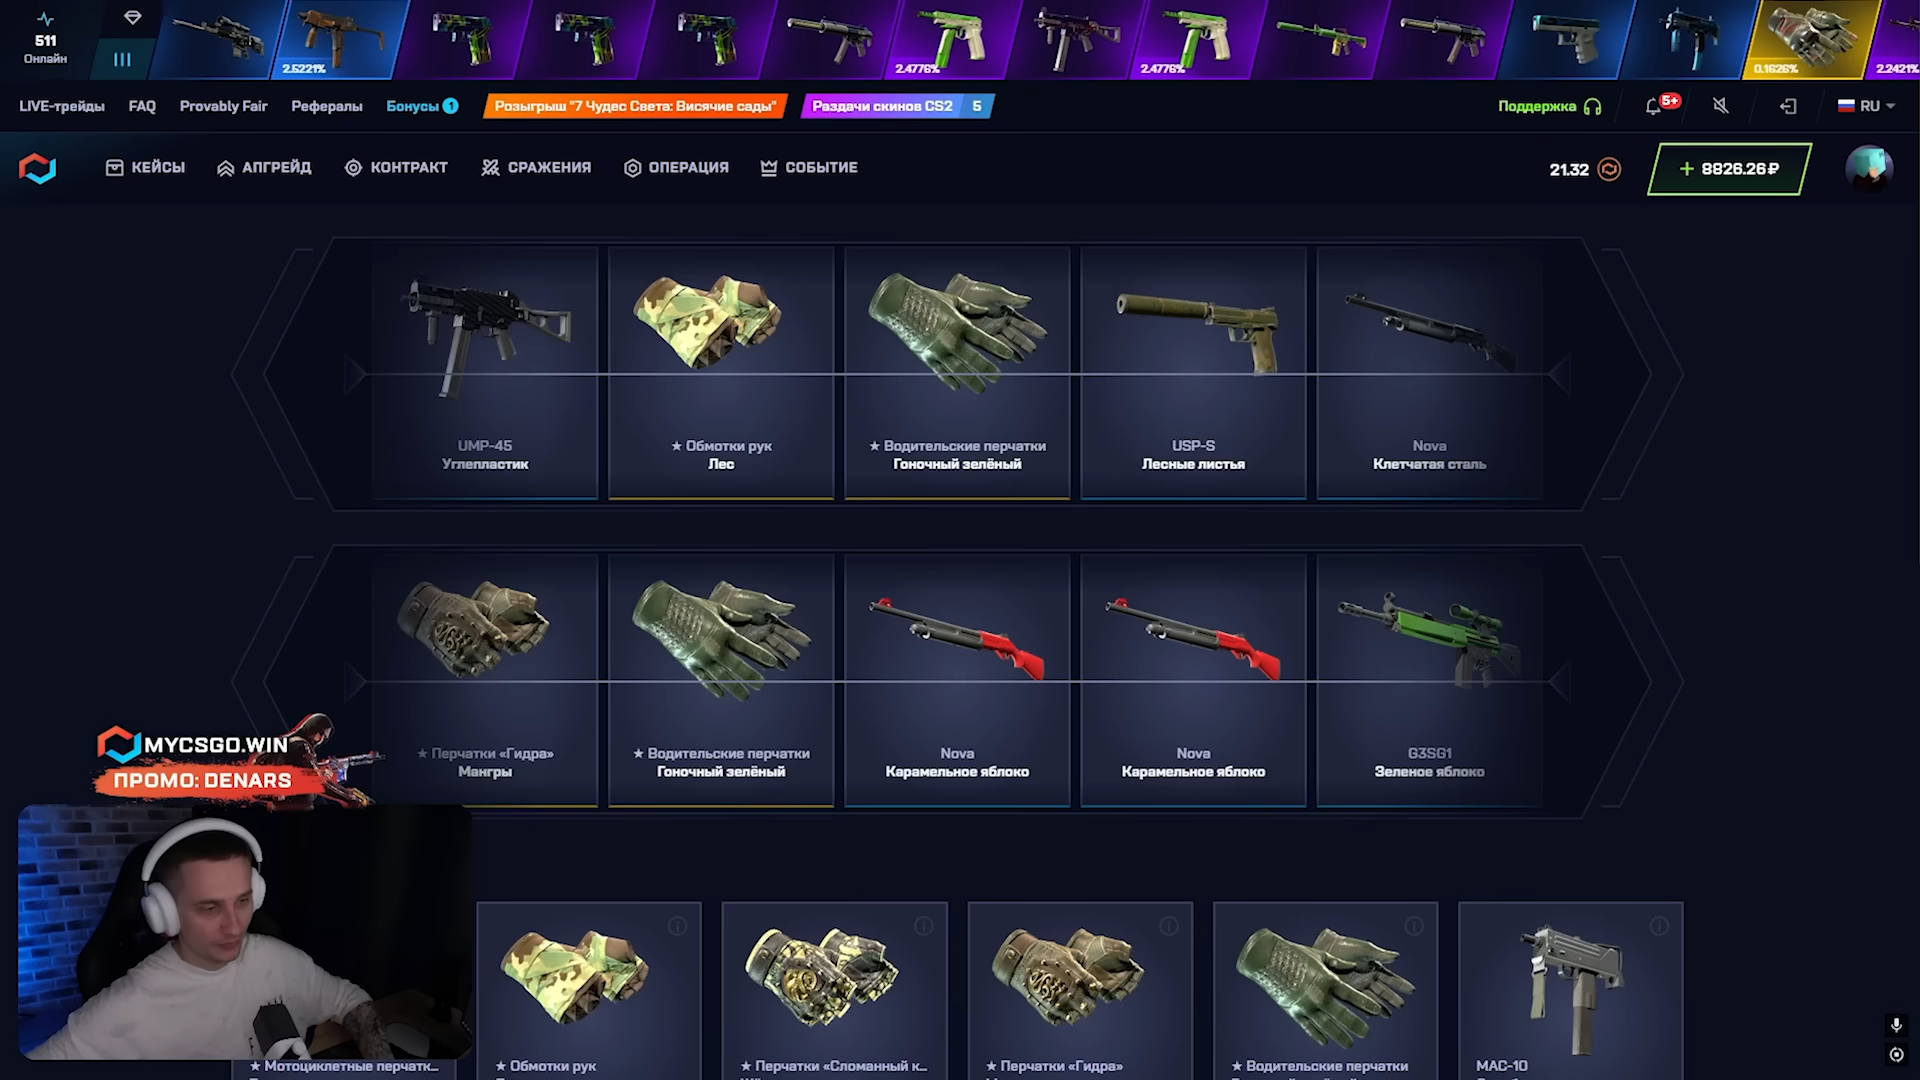 511
Онлайн
2.5221%
2.4776%
2.4776%
0.1626%
2.2421%
LIVE-трейды
FAQ
Provably Fair
Рефералы
Бонусы 1
Розыгрыш "7 Чудес Света: Висячие сады"
Раздачи скинов CS2 5
Поддержка
5+
RU
КЕЙСЫ
АПГРЕЙД
КОНТРАКТ
СРАЖЕНИЯ
ОПЕРАЦИЯ
СОБЫТИЕ
21.32
+ 8826.26 ₽
UMP-45
Углепластик
★ Обмотки рук
Лес
★ Водительские перчатки
Гоночный зелёный
USP-S
Лесные листья
Nova
Клетчатая сталь
★ Перчатки «Гидра»
Мангры
★ Водительские перчатки
Гоночный зелёный
Nova
Карамельное яблоко
Nova
Карамельное яблоко
G3SG1
Зеленое яблоко
MYCSGO.WIN
ПРОМО: DENARS
★ Мотоциклетные перчатк...
★ Обмотки рук
★ Перчатки «Сломанный к...
★ Перчатки «Гидра»
★ Водительские перчатки
MAC-10